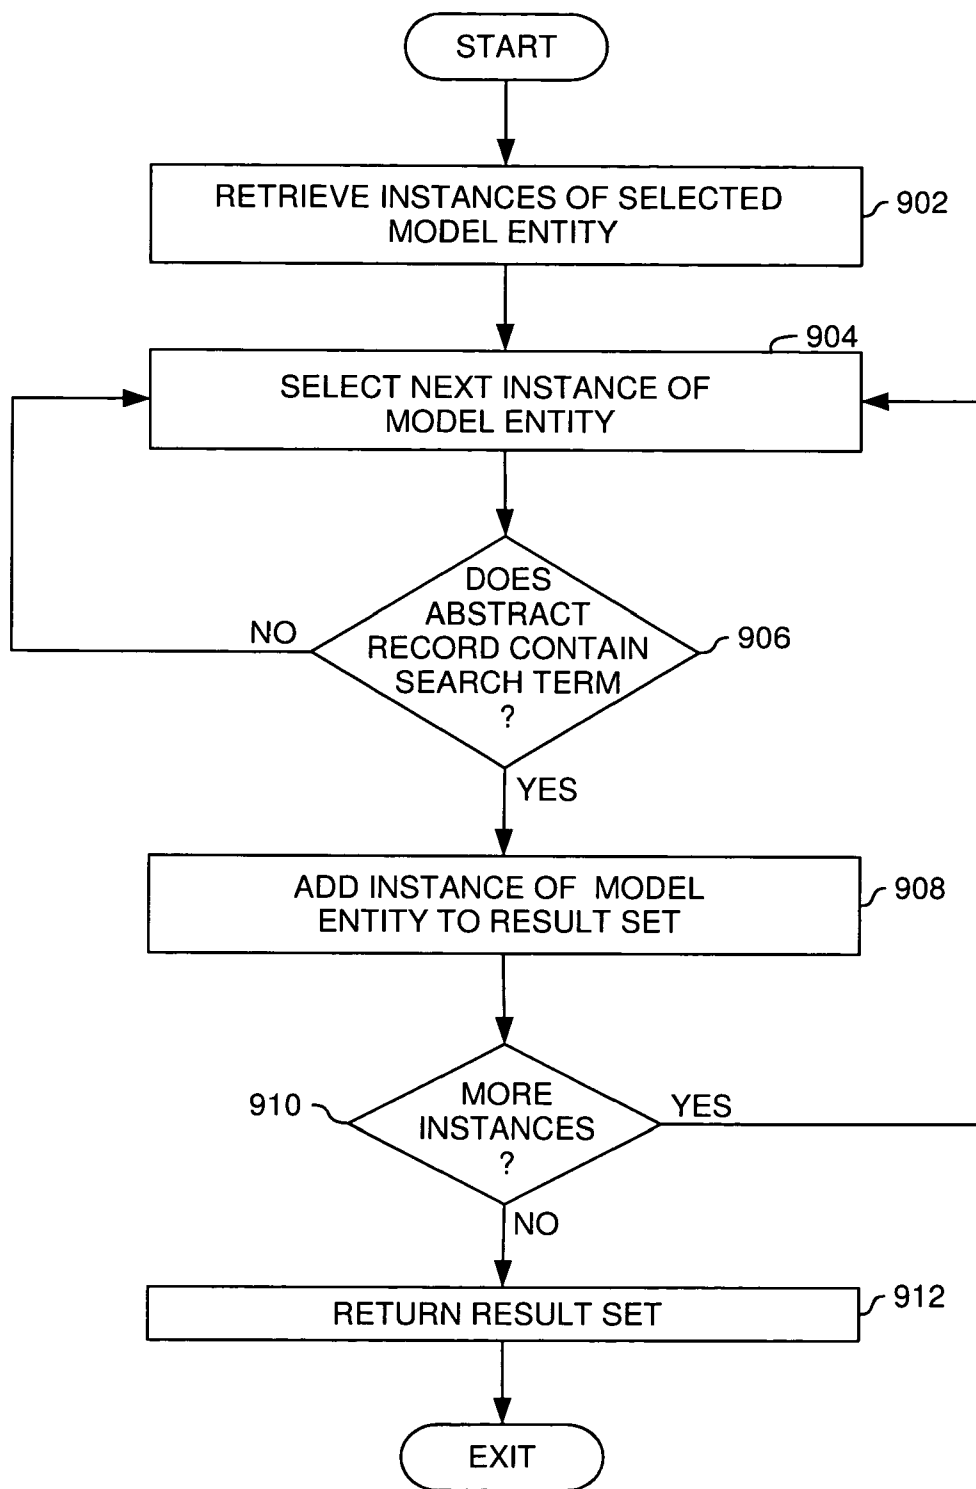 START
RETRIEVE INSTANCES OF SELECTED
MODEL ENTITY
902
904
SELECT NEXT INSTANCE OF
MODEL ENTITY
DOES
ABSTRACT
RECORD CONTAIN
SEARCH TERM
?
NO
906
YES
ADD INSTANCE OF MODEL
ENTITY TO RESULT SET
908
910
MORE
INSTANCES
?
YES
NO
RETURN RESULT SET
912
EXIT